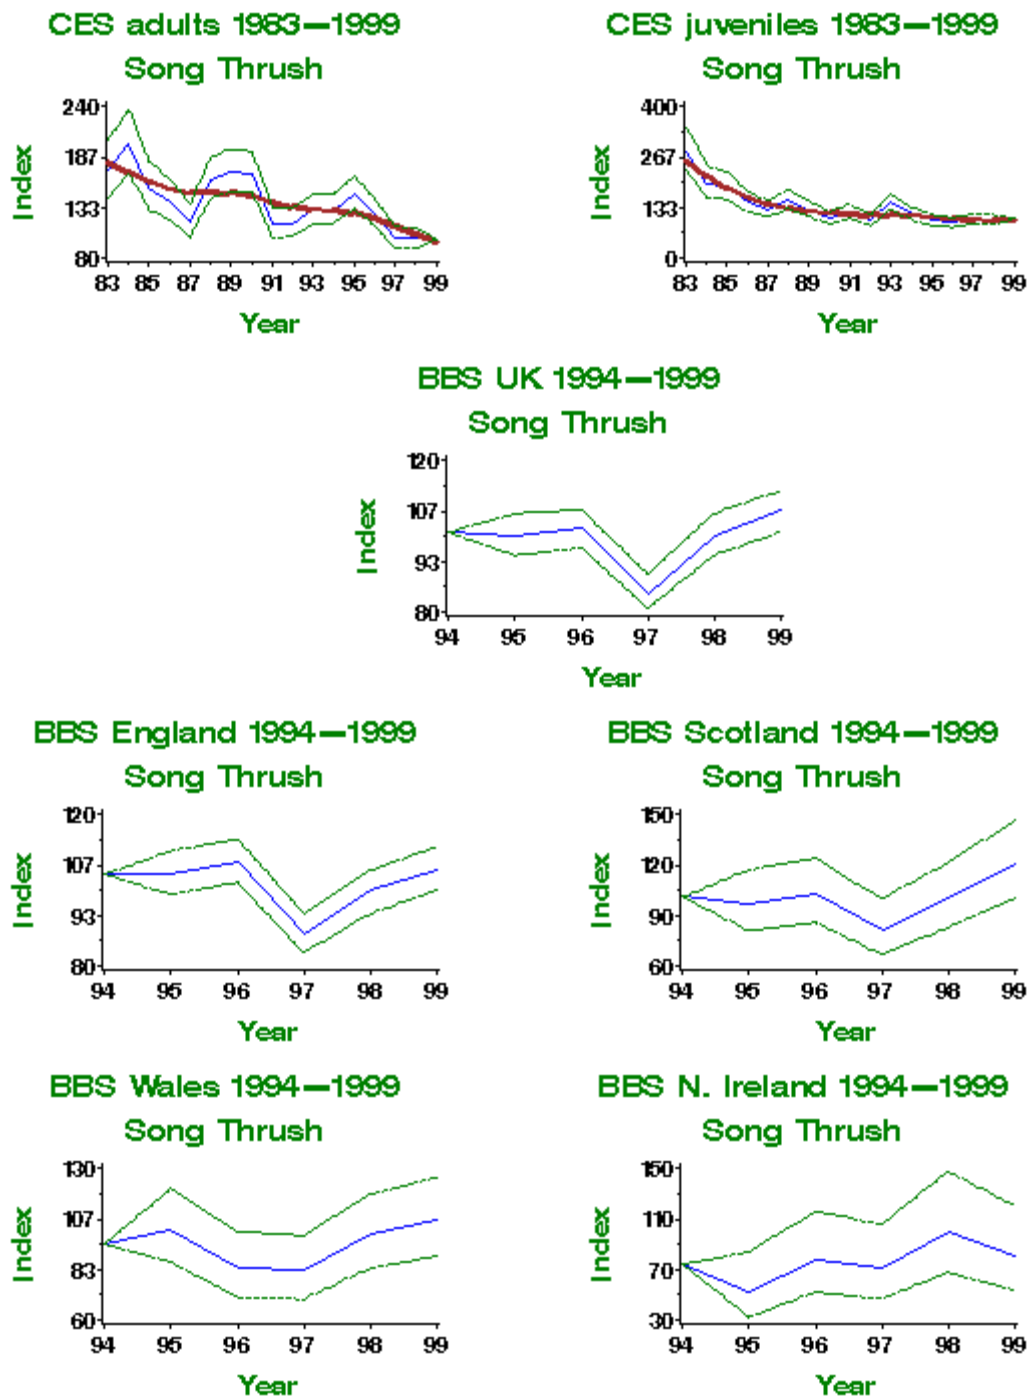 CES adults 1983—1999
Song Thrush
240
187
133
80
Index
83 85 87 89 91 93 95 97 99
Year
CES juveniles 1983—1999
Song Thrush
400
267
133
0
Index
83 85 87 89 91 93 95 97 99
Year
BBS UK 1994—1999
Song Thrush
120
107
93
80
Index
94 95 96 97 98 99
Year
BBS England 1994—1999
Song Thrush
120
107
93
80
Index
94 95 96 97 98 99
Year
BBS Scotland 1994—1999
Song Thrush
150
120
90
60
Index
94 95 96 97 98 99
Year
BBS Wales 1994—1999
Song Thrush
130
107
83
60
Index
94 95 96 97 98 99
Year
BBS N. Ireland 1994—1999
Song Thrush
150
110
70
30
Index
94 95 96 97 98 99
Year